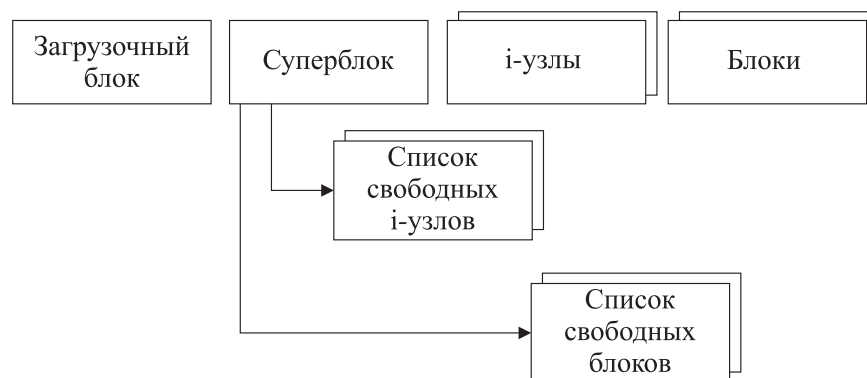 Загрузочный
блок
Суперблок
i-узлы
Блоки
Список
свободных
i-узлов
Список
свободных
блоков